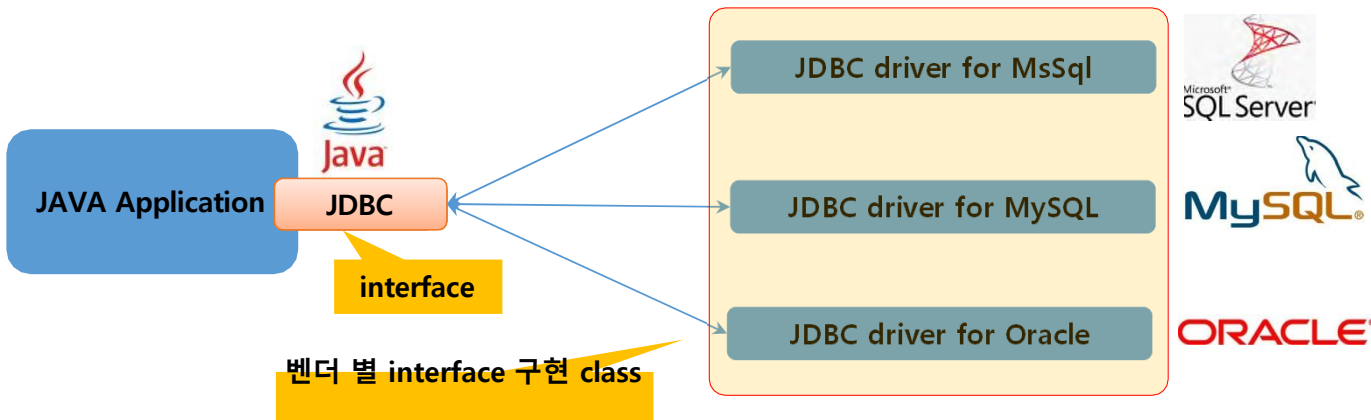 JDBC driver for MsSql
Microsoft®
SQL Server®
Java™
JAVA Application
JDBC
JDBC driver for MySQL
MySQL®
interface
JDBC driver for Oracle
ORACLE
벤더 별 interface 구현 class